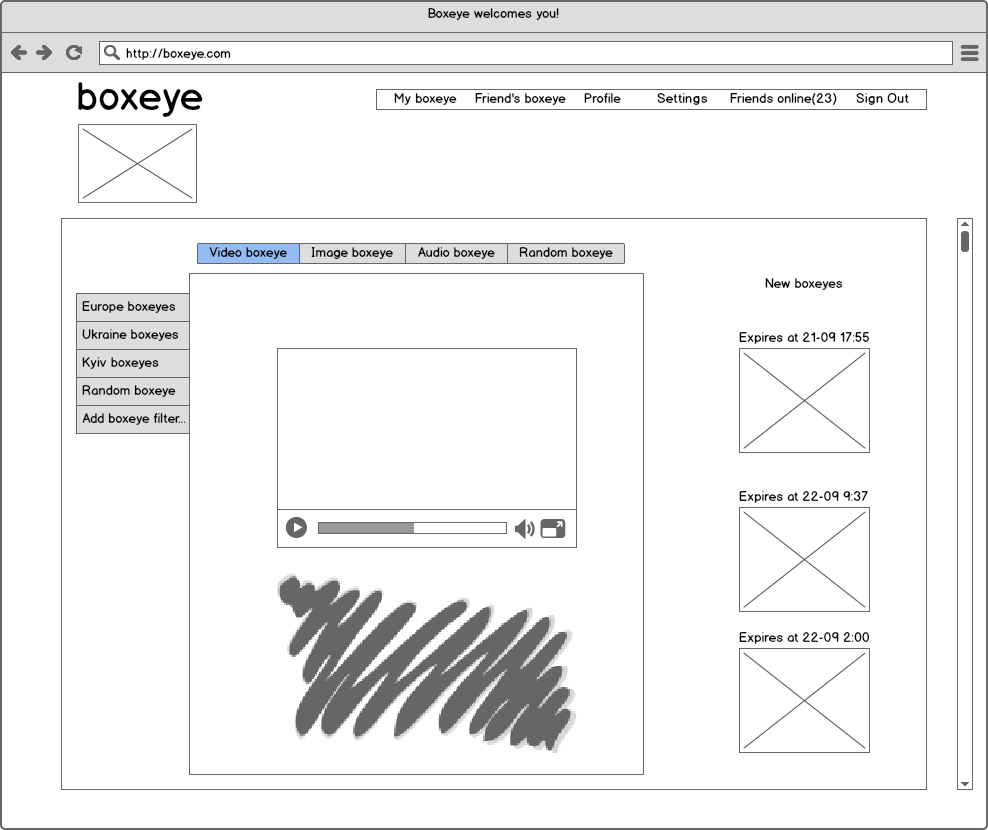 Boxeye welcomes you!
http://boxeye.com
boxeye
My boxeye Friend's boxeye Profile Settings Friends online(23) Sign Out
Video boxeye Image boxeye Audio boxeye Random boxeye
New boxeyes
Europe boxeyes
Ukraine boxeyes
Kyiv boxeyes
Random boxeye
Add boxeye filter...
Expires at 21-09 17:55
Expires at 22-09 9:37
Expires at 22-09 2:00